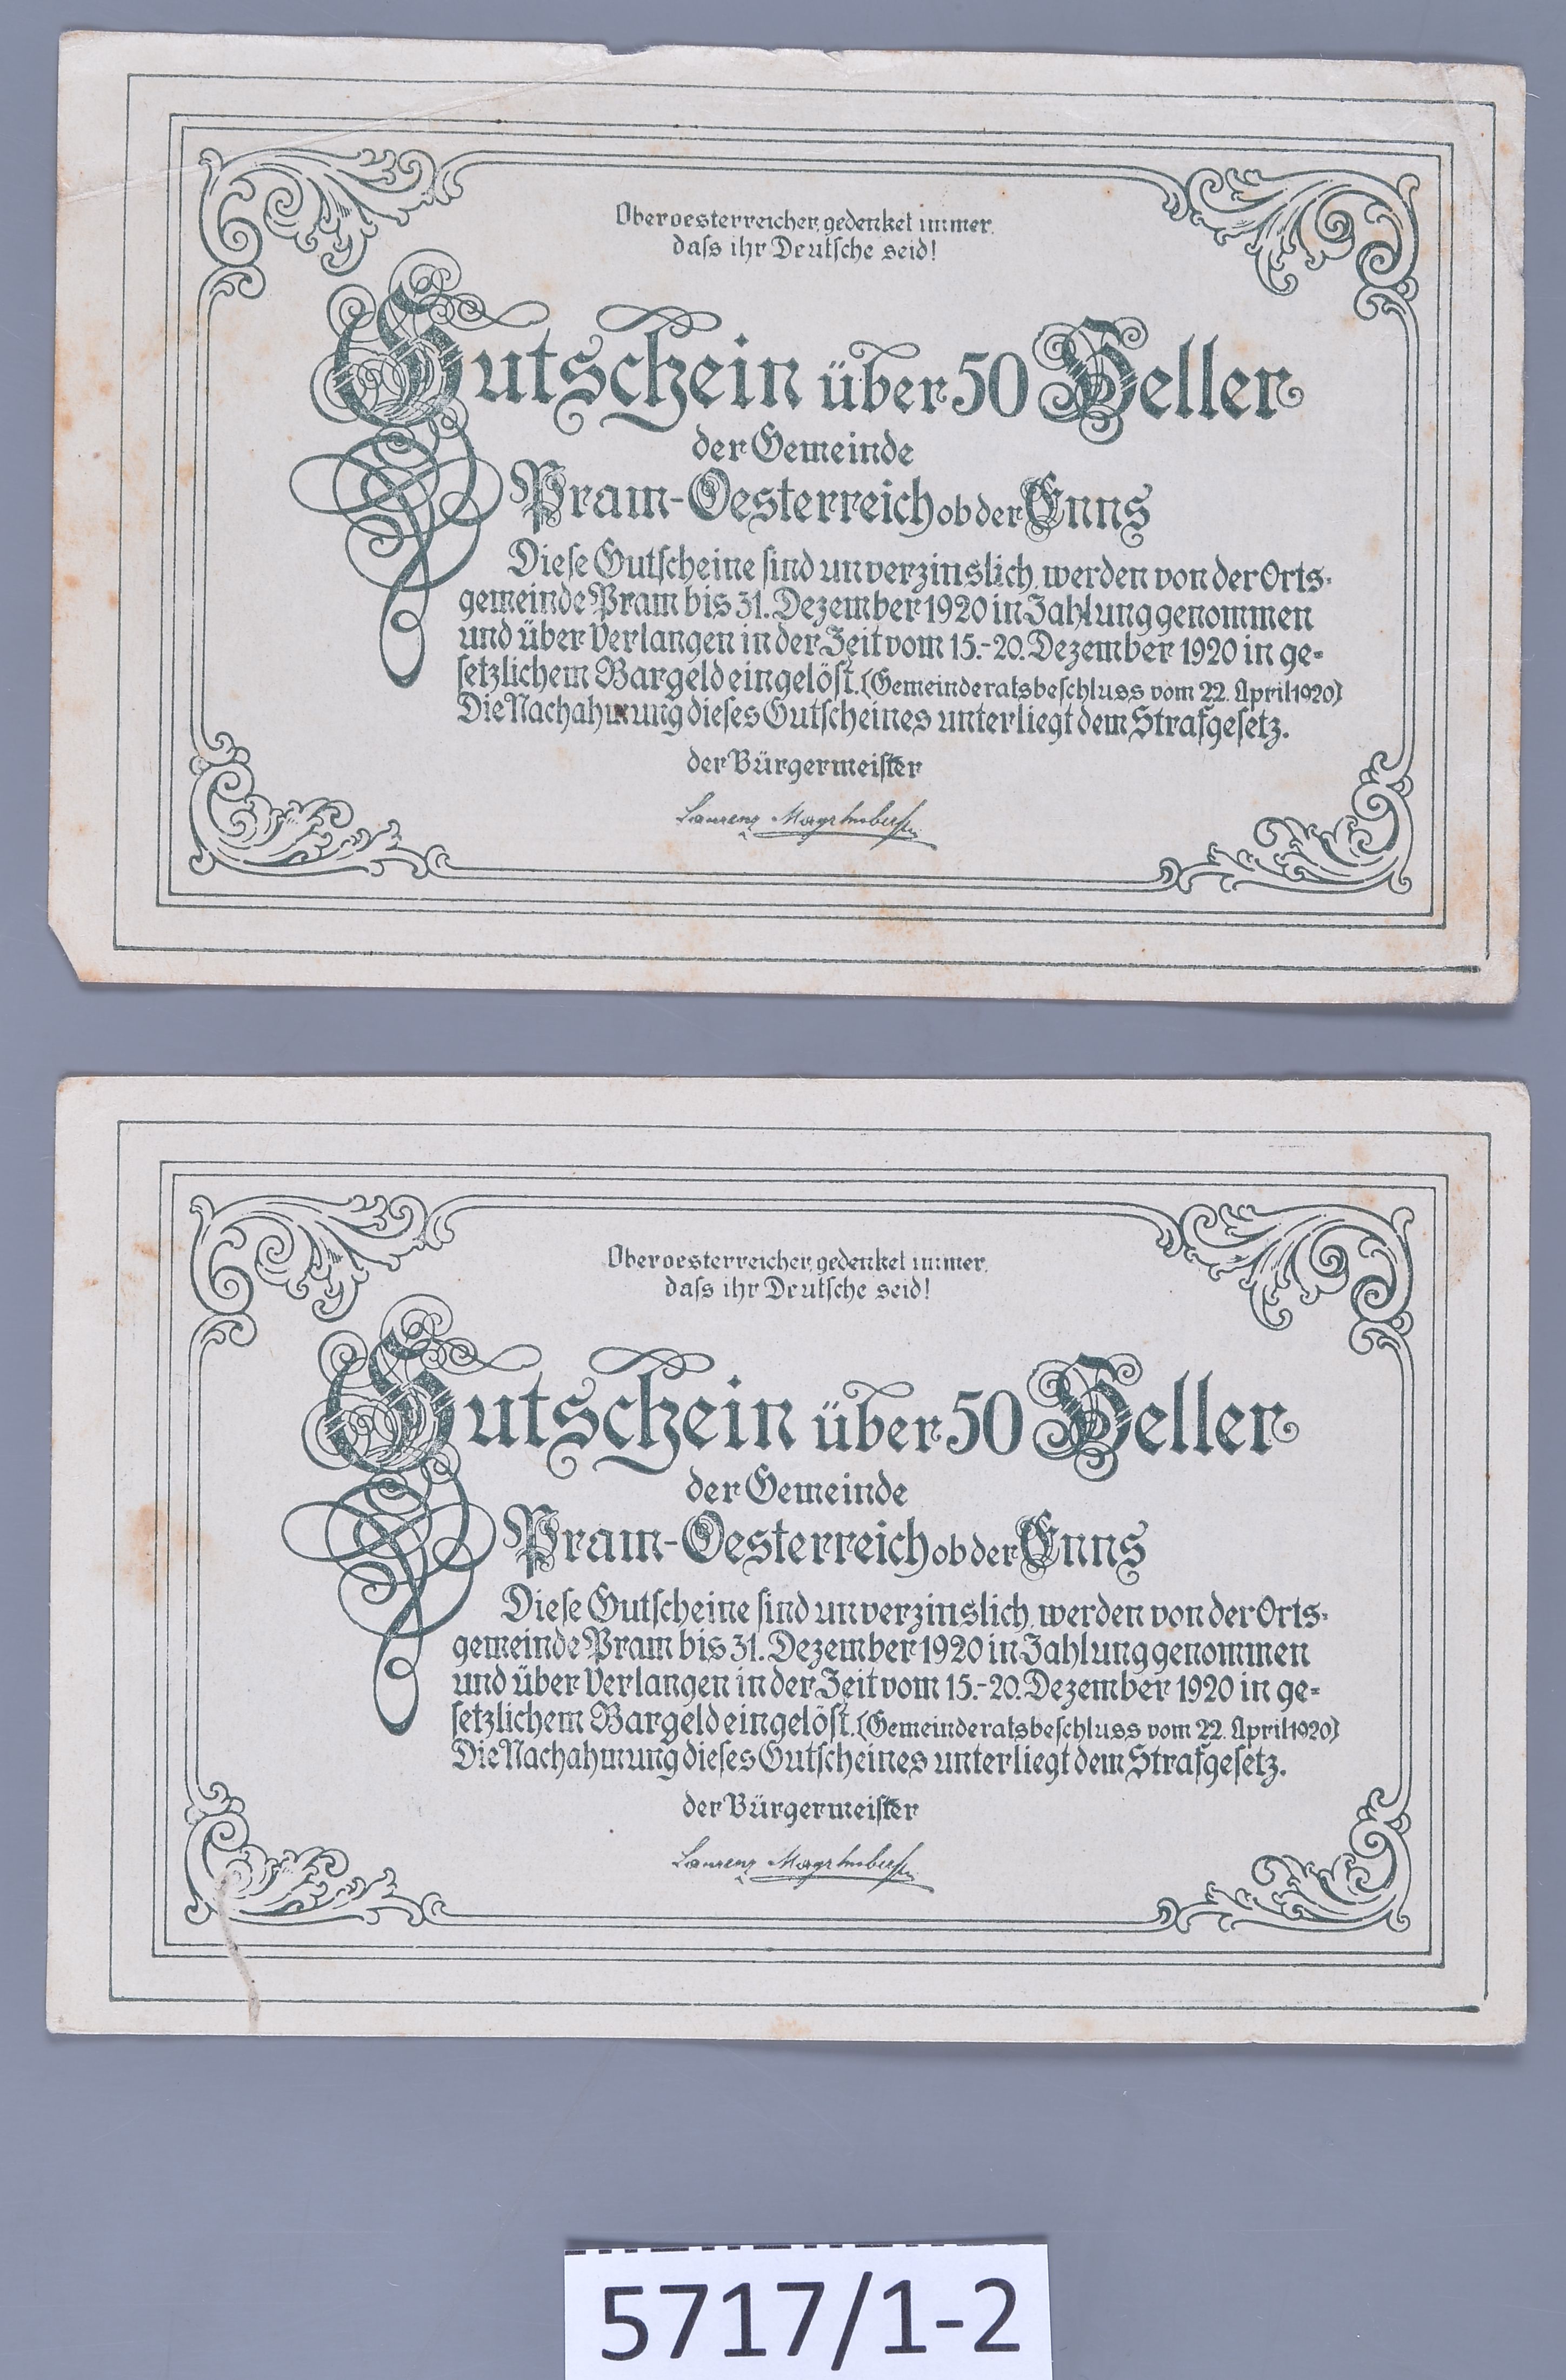 Oberoesterreicher, gedenket immer,
dass ihr Deutsche seid!
Gutschein über 50 Heller
der Gemeinde
Pram-Oesterreich ob der Enns
Diese Gutscheine sind unverzinslich, werden von der Orts-
gemeinde Pram bis 31. Dezember 1920 in Zahlung genommen
und über Verlangen in der Zeit vom 15.-20. Dezember 1920 in ge-
setzlichem Bargeld eingelöst. (Gemeinderatsbeschluss vom 22. April 1920)
Die Nachahmung dieses Gutscheines unterliegt dem Strafgesetz.
der Bürgermeister
Laurenz Mayrhuber
Oberoesterreicher, gedenket immer,
dass ihr Deutsche seid!
Gutschein über 50 Heller
der Gemeinde
Pram-Oesterreich ob der Enns
Diese Gutscheine sind unverzinslich, werden von der Orts-
gemeinde Pram bis 31. Dezember 1920 in Zahlung genommen
und über Verlangen in der Zeit vom 15.-20. Dezember 1920 in ge-
setzlichem Bargeld eingelöst. (Gemeinderatsbeschluss vom 22. April 1920)
Die Nachahmung dieses Gutscheines unterliegt dem Strafgesetz.
der Bürgermeister
Laurenz Mayrhuber
5717/1-2